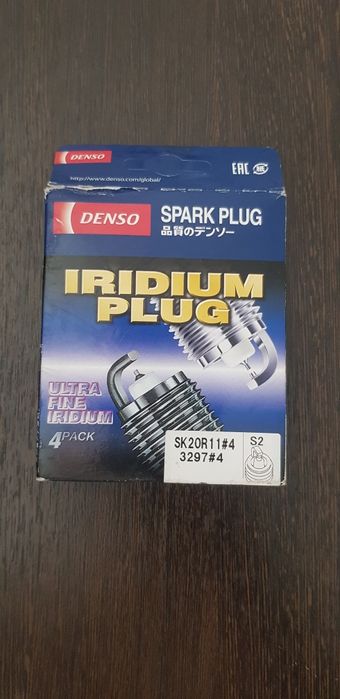 DENSO
http://www.denso.com/global/
EAC
DENSO
SPARK PLUG
品質のデンソー
IRIDIUM
PLUG
ULTRA
FINE
IRIDIUM
4PACK
SK20R11#4
3297#4
S2